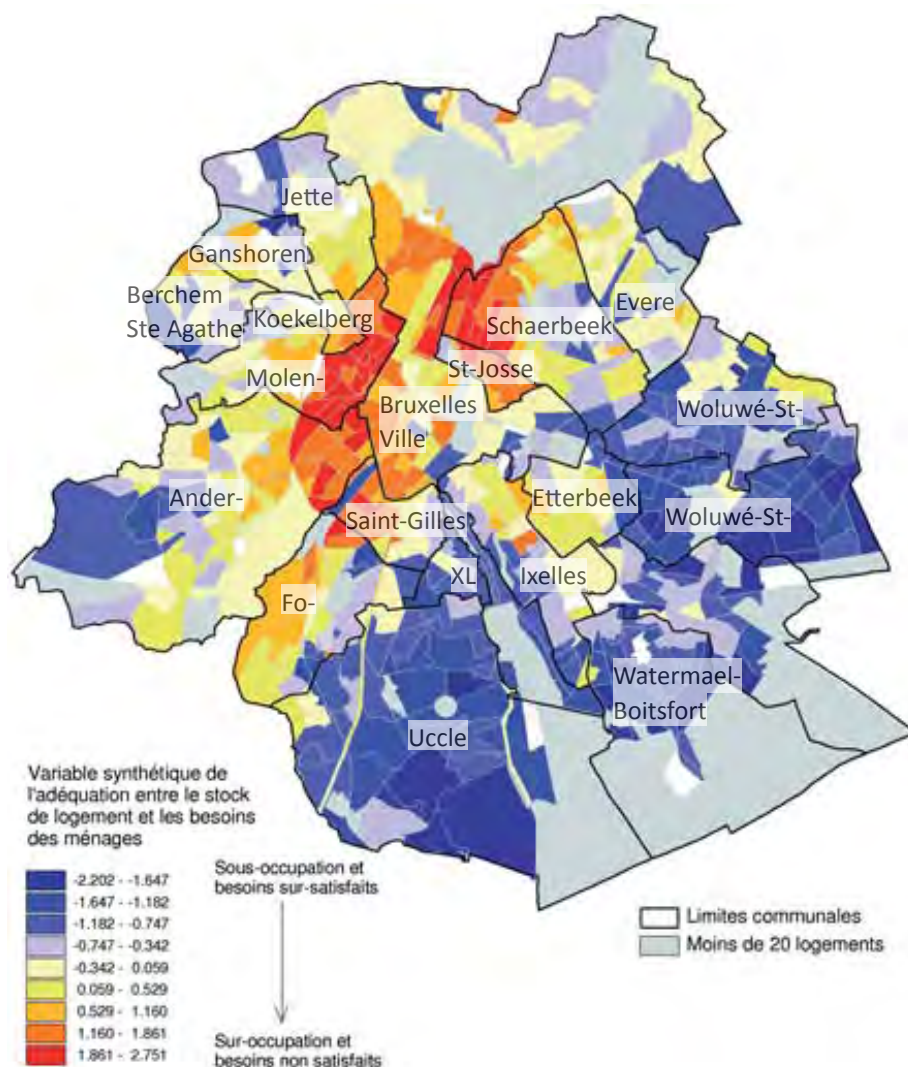 Jette
Ganshoren
Berchem
Ste Agathe
Koekelberg
Evere
Schaerbeek
Molen-
St-Josse
Bruxelles
Ville
Woluwé-St-
Ander-
Etterbeek
Saint-Gilles
Woluwé-St-
XL
Ixelles
Fo-
Watermael-
Boitsfort
Uccle
Variable synthétique de
l'adéquation entre le stock
de logement et les besoins
des ménages
-2.202 - -1.647
-1.647 - -1.182
-1.182 - -0.747
-0.747 - -0.342
-0.342 - 0.059
0.059 - 0.529
0.529 - 1.160
1.160 - 1.861
1.861 - 2.751
Sous-occupation et
besoins sur-satisfaits
Sur-occupation et
besoins non satisfaits
Limites communales
Moins de 20 logements